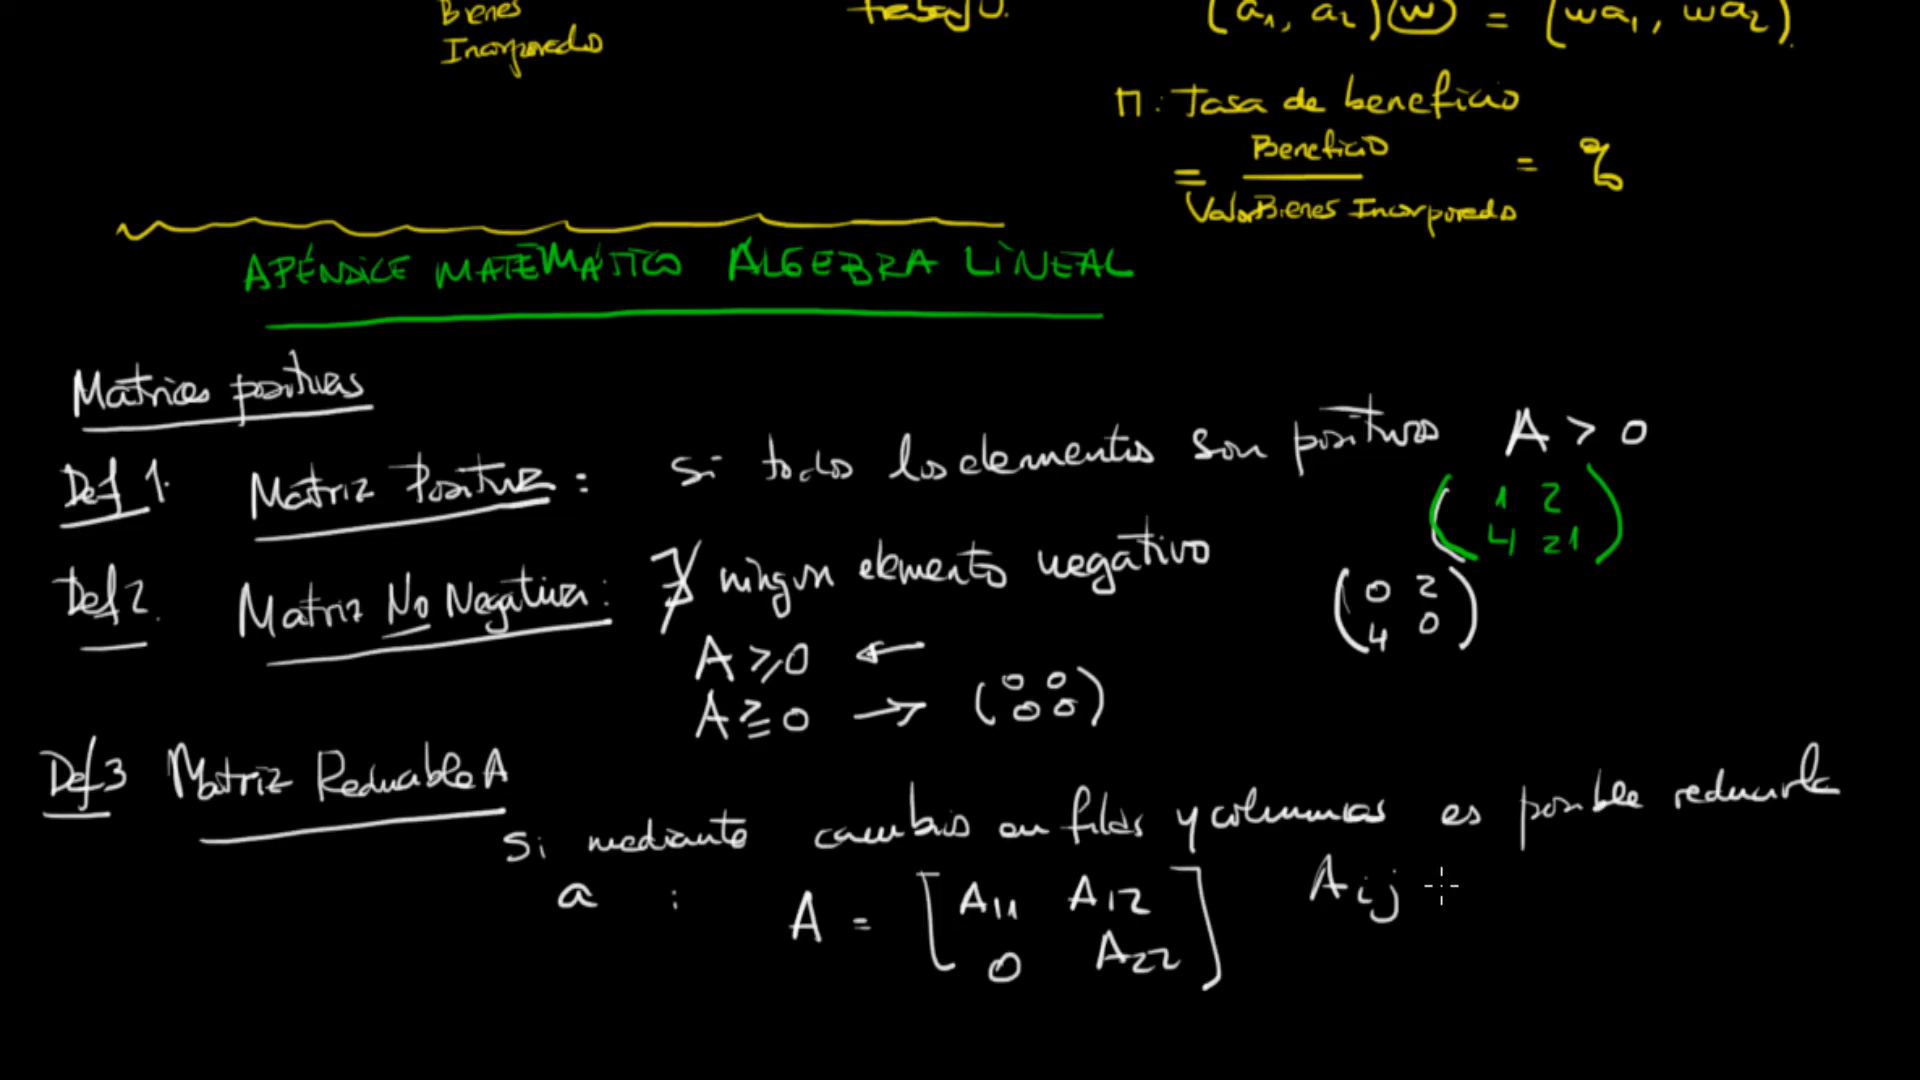 Bienes
Incorporado
trabajo.
(a1, a2)(w) = (wa1, wa2).
Π: Tasa de beneficio
= Beneficio / Valor Bienes Incorporado = %
APÉNDICE MATEMÁTICO ÁLGEBRA LINEAL
Matrices positivas
Def 1. Matriz Positiva: Si todos los elementos son positivos A > 0
( 1 2
4 21 )
Def 2. Matriz No Negativa: ∄ ningun elemento negativo
( 0 2
4 0 )
A ⩾ 0 ←
A ≧ 0 → ( 0 0
0 0 )
Def 3 Matriz Reducible A
Si mediante cambios en filas y columnas es posible reducirla
a : A = [ A11 A12
0 A22 ] Aij